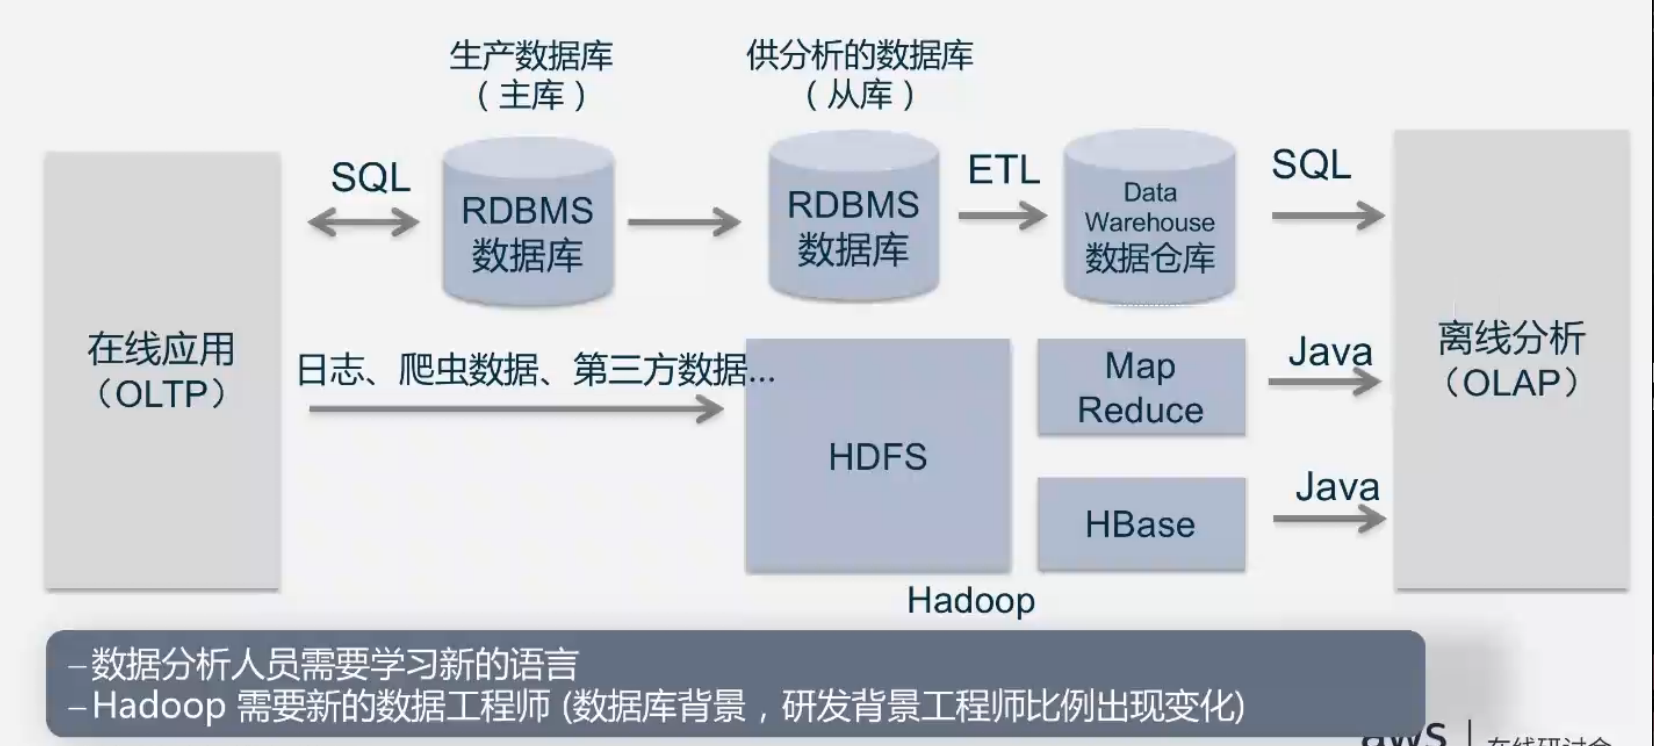 生产数据库
（主库）
供分析的数据库
（从库）
SQL
RDBMS
数据库
RDBMS
数据库
ETL
Data
Warehouse
数据仓库
SQL
在线应用
（OLTP）
日志、爬虫数据、第三方数据...
HDFS
Map
Reduce
Java
HBase
Java
离线分析
（OLAP）
Hadoop
–数据分析人员需要学习新的语言
–Hadoop 需要新的数据工程师 (数据库背景，研发背景工程师比例出现变化)
aws | 在线研讨会